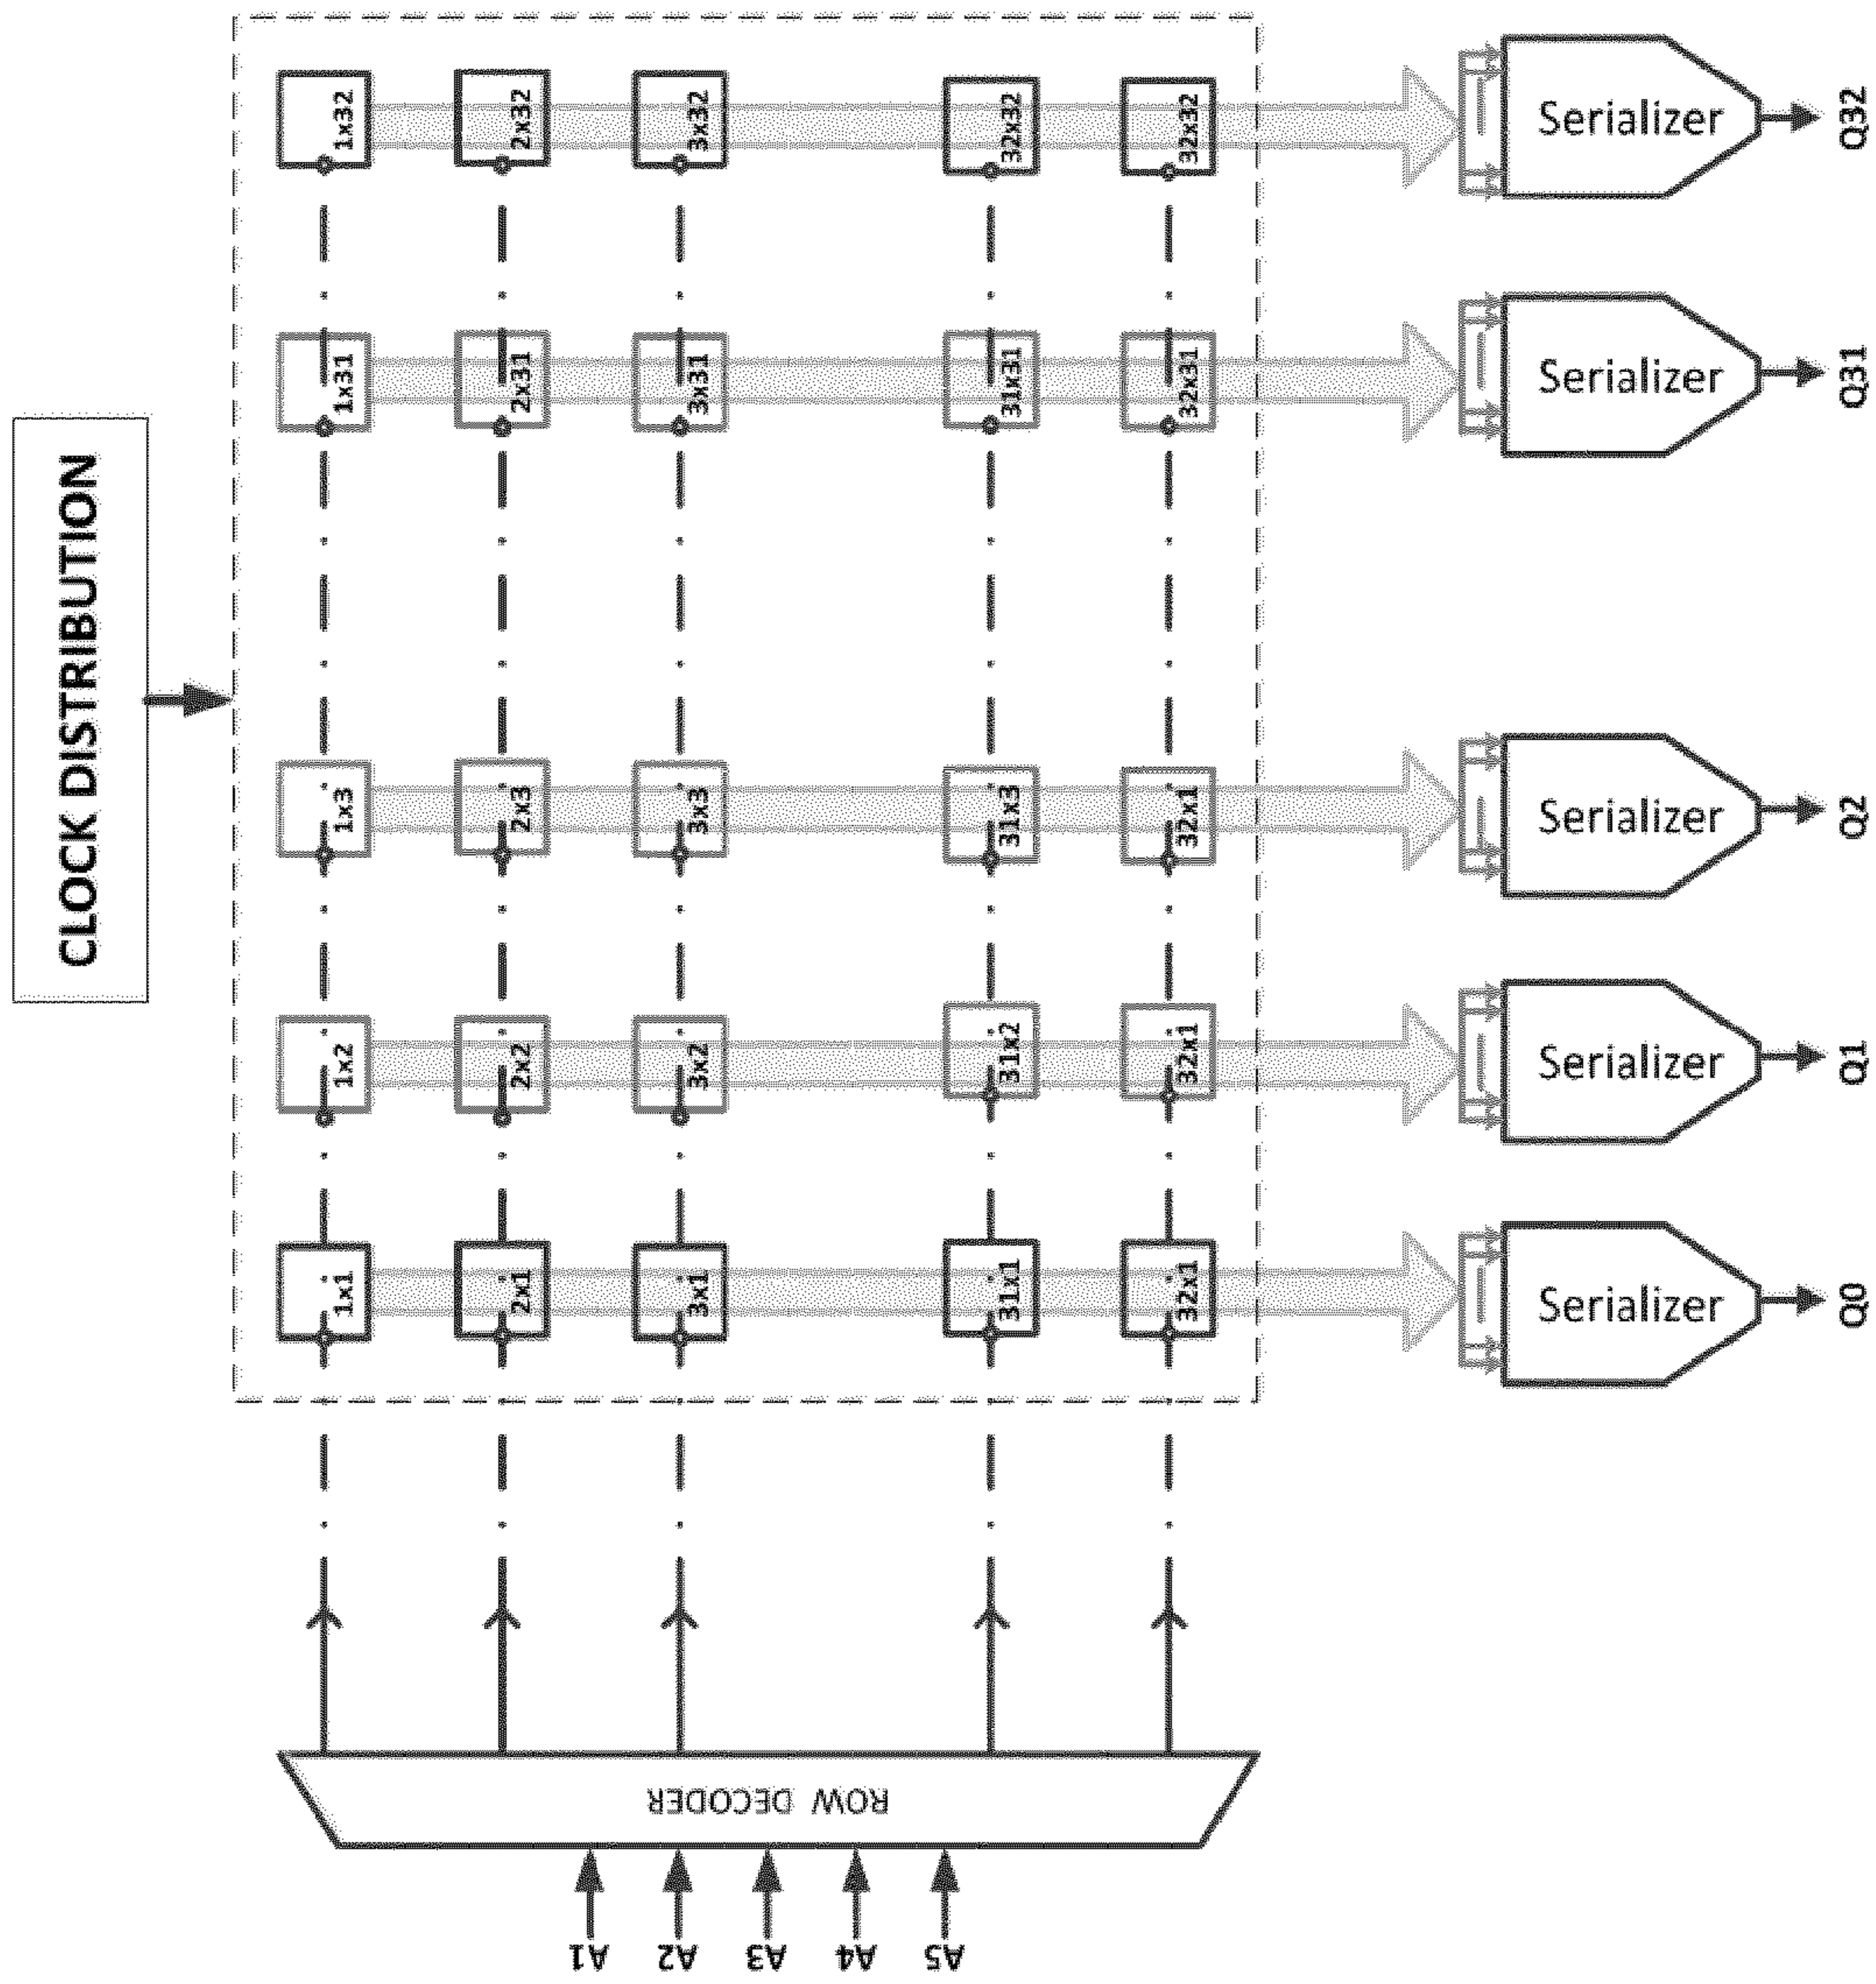 CLOCK DISTRIBUTION
1x32
2x32
3x32
32x32
32x32
Serializer
Q32
1x31
2x31
3x31
31x31
32x31
Serializer
Q31
1x3
2x3
3x3
31x3
32x1
Serializer
Q2
1x2
2x2
3x2
31x2
32x1
Serializer
Q1
1x1
2x1
3x1
31x1
32x1
Serializer
Q0
ROW DECODER
A1
A2
A3
A4
A5